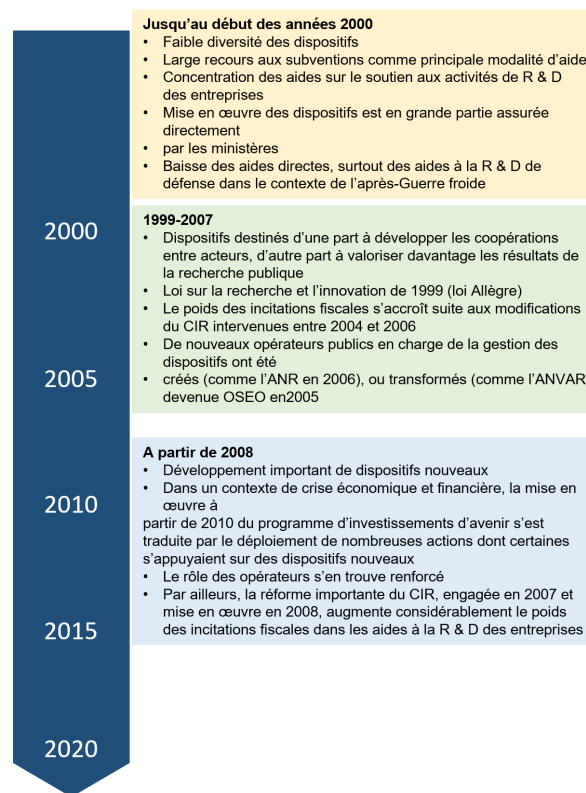 Jusqu’au début des années 2000
• Faible diversité des dispositifs
• Large recours aux subventions comme principale modalité d’aide
• Concentration des aides sur le soutien aux activités de R & D
des entreprises
• Mise en œuvre des dispositifs est en grande partie assurée
directement
• par les ministères
• Baisse des aides directes, surtout des aides à la R & D de
défense dans le contexte de l’après-Guerre froide
2000
1999-2007
• Dispositifs destinés d’une part à développer les coopérations
entre acteurs, d’autre part à valoriser davantage les résultats de
la recherche publique
• Loi sur la recherche et l’innovation de 1999 (loi Allègre)
• Le poids des incitations fiscales s’accroît suite aux modifications
du CIR intervenues entre 2004 et 2006
• De nouveaux opérateurs publics en charge de la gestion des
dispositifs ont été
• créés (comme l’ANR en 2006), ou transformés (comme l’ANVAR
devenue OSEO en2005
2005
A partir de 2008
• Développement important de dispositifs nouveaux
• Dans un contexte de crise économique et financière, la mise en
œuvre à
partir de 2010 du programme d’investissements d’avenir s’est
traduite par le déploiement de nombreuses actions dont certaines
s’appuyaient sur des dispositifs nouveaux
• Le rôle des opérateurs s’en trouve renforcé
• Par ailleurs, la réforme importante du CIR, engagée en 2007 et
mise en œuvre en 2008, augmente considérablement le poids
des incitations fiscales dans les aides à la R & D des entreprises
2010
2015
2020